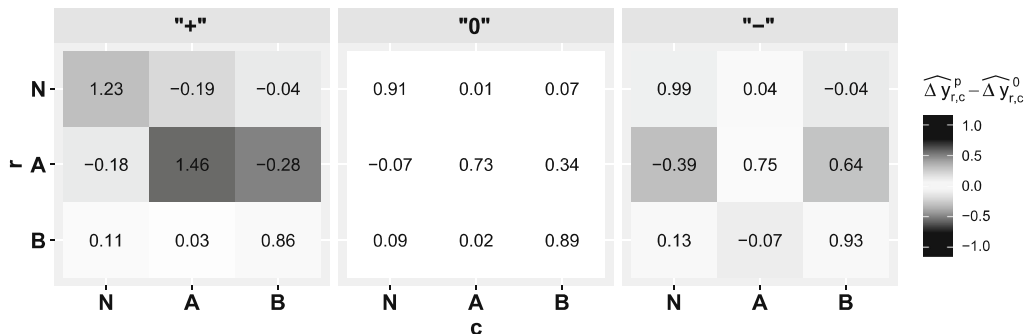 "+" "0" "−"
N 1.23 −0.19 −0.04 0.91 0.01 0.07 0.99 0.04 −0.04
r A −0.18 1.46 −0.28 −0.07 0.73 0.34 −0.39 0.75 0.64
B 0.11 0.03 0.86 0.09 0.02 0.89 0.13 −0.07 0.93
N A B N A B N A B
c
Δ y^p_{r,c} − Δ y^0_{r,c}
1.0
0.5
0.0
−0.5
−1.0